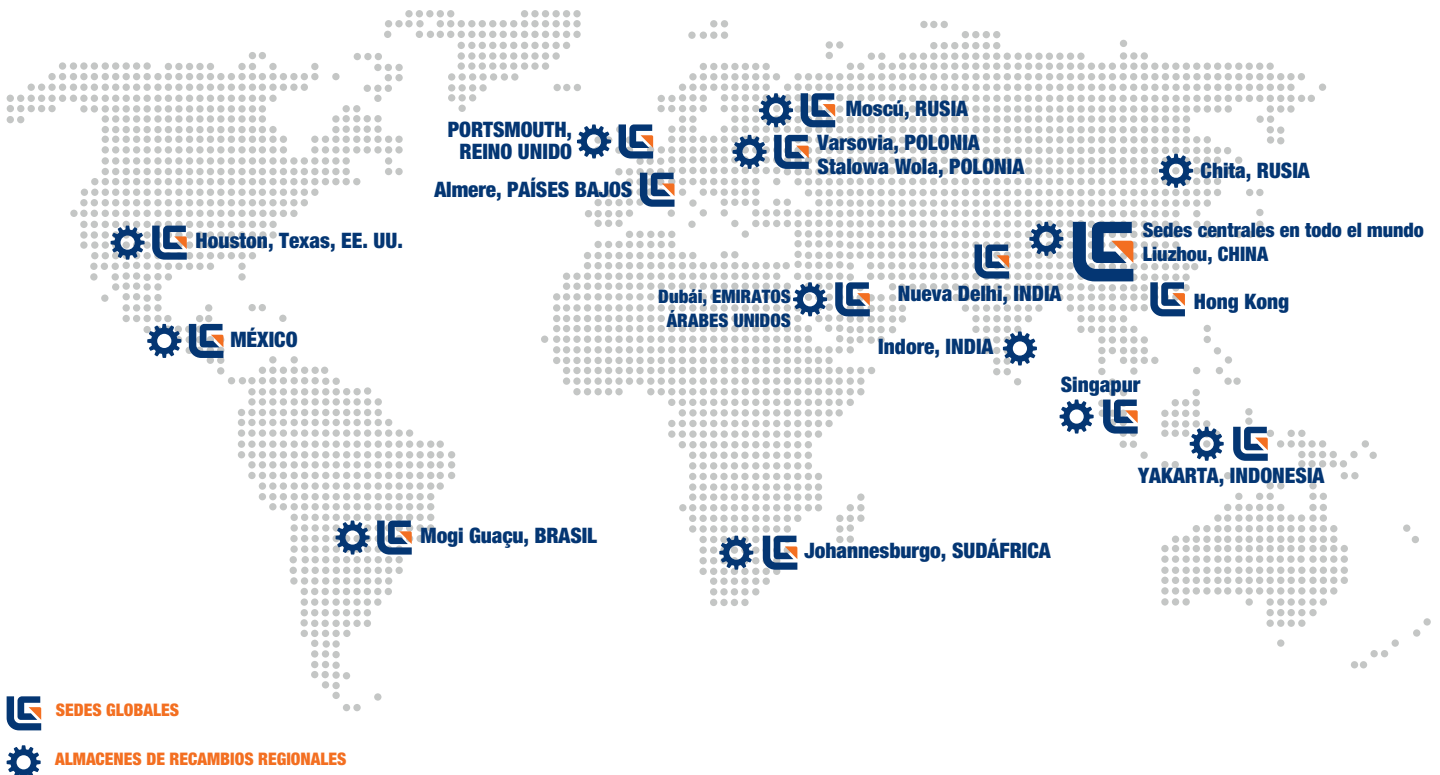 Moscú, RUSIA
PORTSMOUTH,
REINO UNIDO
Varsovia, POLONIA
Stalowa Wola, POLONIA
Chita, RUSIA
Almere, PAÍSES BAJOS
Houston, Texas, EE. UU.
Sedes centrales en todo el mundo
Liuzhou, CHINA
Nueva Delhi, INDIA
Dubái, EMIRATOS
ÁRABES UNIDOS
Hong Kong
MÉXICO
Indore, INDIA
Singapur
YAKARTA, INDONESIA
Mogi Guaçu, BRASIL
Johannesburgo, SUDÁFRICA
SEDES GLOBALES
ALMACENES DE RECAMBIOS REGIONALES